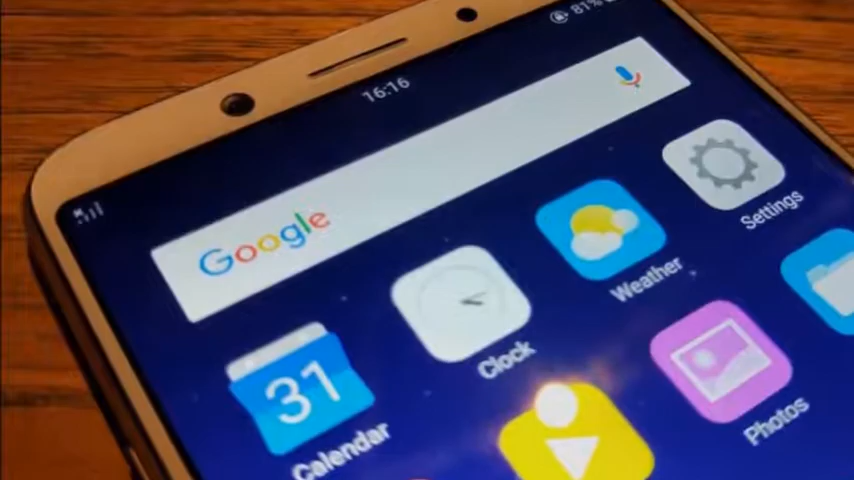 81%
16:16
Google
Settings
Weather
Clock
31
Calendar
Photos